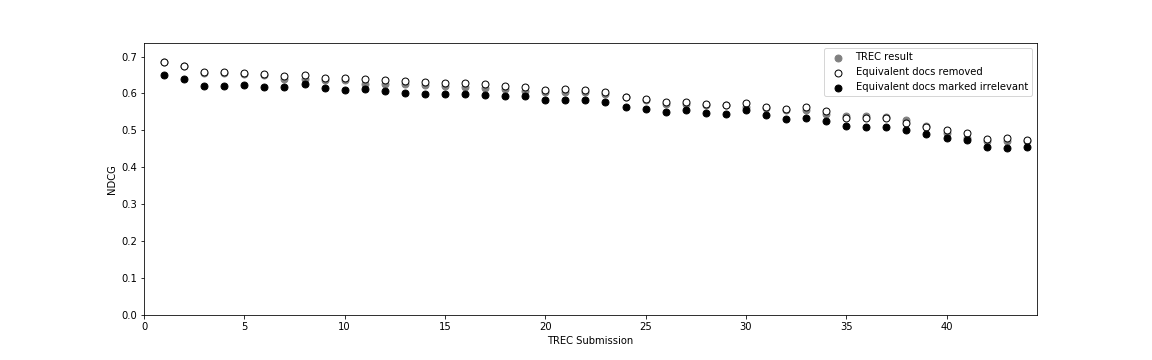 0.7
0.6
0.5
0.4
0.3
0.2
0.1
0.0
NDCG
TREC result
Equivalent docs removed
Equivalent docs marked irrelevant
0 5 10 15 20 25 30 35 40
TREC Submission